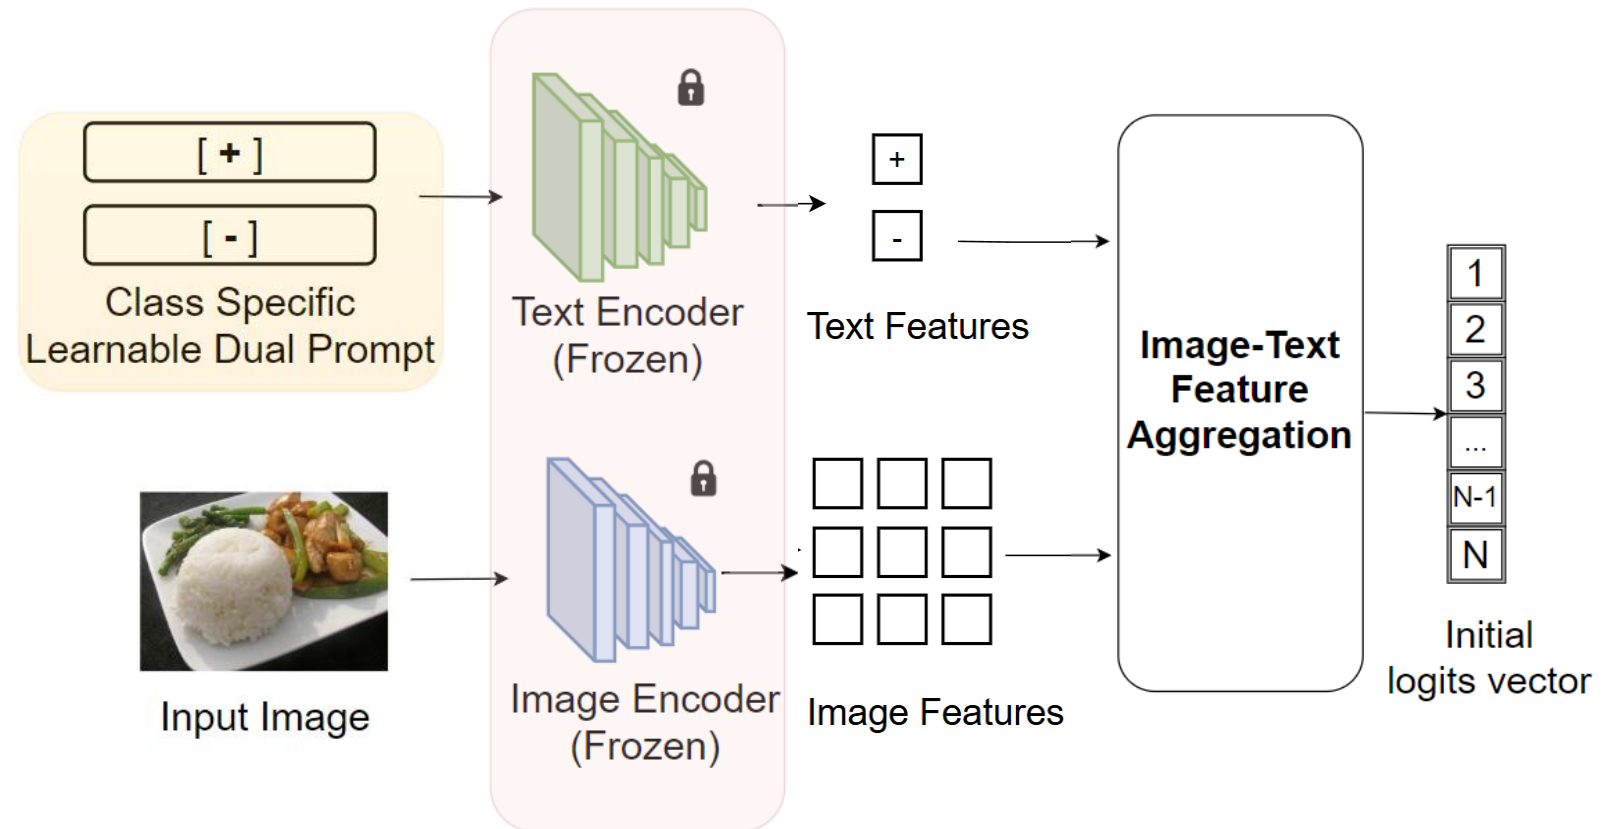 [ + ]
[ - ]
Class Specific
Learnable Dual Prompt
Text Encoder
(Frozen)
+
-
Text Features
Input Image
Image Encoder
(Frozen)
Image Features
Image-Text
Feature
Aggregation
1
2
3
...
N-1
N
Initial
logits vector